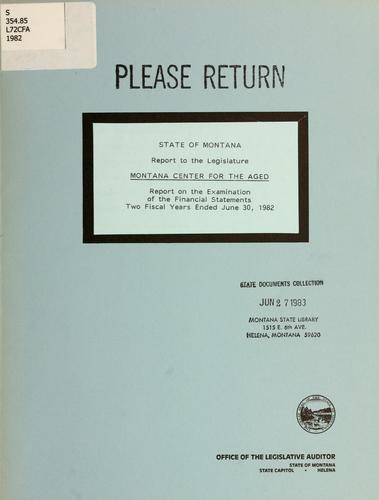 S
354.85
L72CFA
1982
PLEASE RETURN
STATE OF MONTANA
Report to the Legislature
MONTANA CENTER FOR THE AGED
Report on the Examination
of the Financial Statements
Two Fiscal Years Ended June 30, 1982
STATE DOCUMENTS COLLECTION
JUN 27 1983
MONTANA STATE LIBRARY
1515 E. 6th AVE.
HELENA, MONTANA 59620
OFFICE OF THE LEGISLATIVE AUDITOR
STATE OF MONTANA
STATE CAPITOL • HELENA